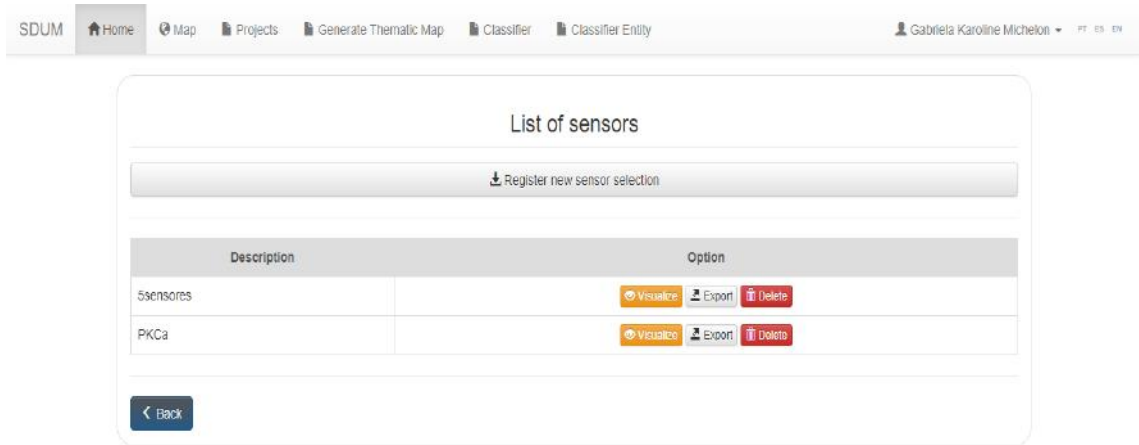 SDUM Home Map Projects Generate Thematic Map Classifier Classifier Entity Gabriela Karoline Michelon PT ES EN
List of sensors
Register new sensor selection
Description Option
5sensores Visualize Export Delete
PKCa Visualize Export Delete
Back